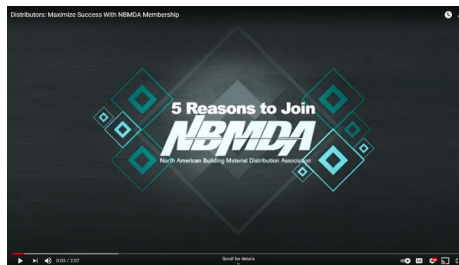 Distributors: Maximize Success With NBMDA Membership
5 Reasons to Join
NBMDA
North American Building Material Distribution Association
0:03 / 2:07
Scroll for details